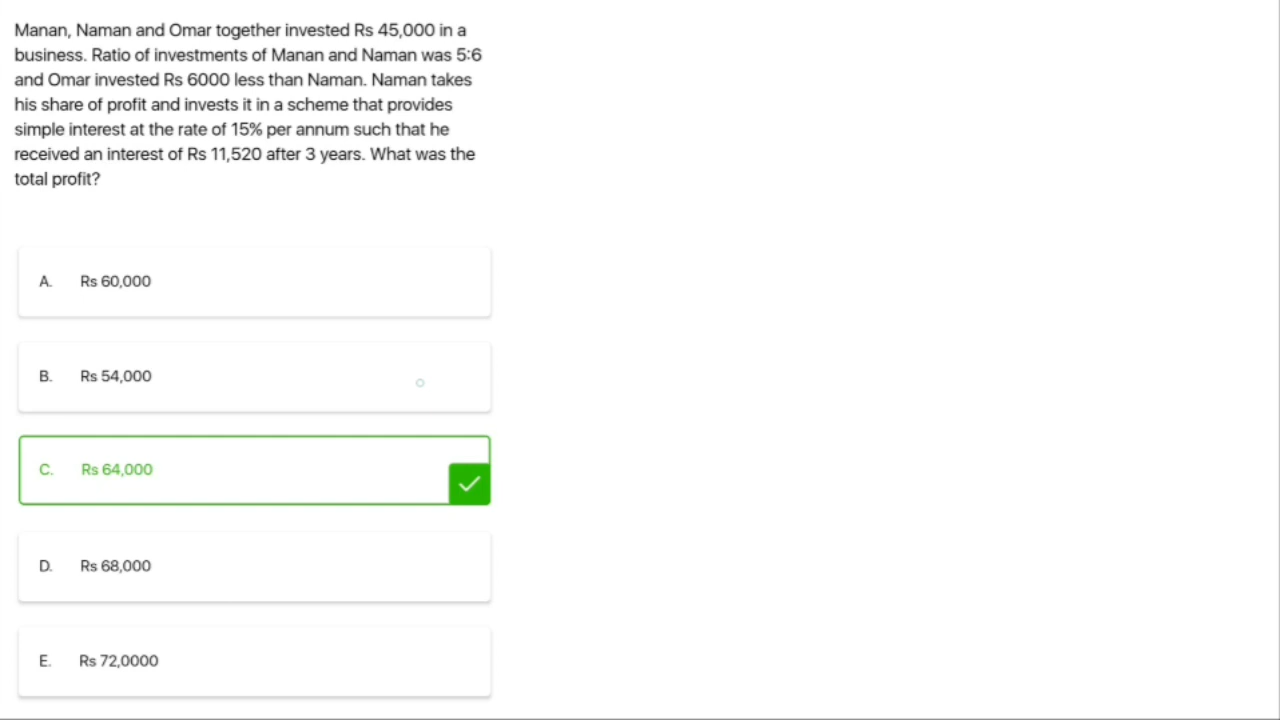 Manan, Naman and Omar together invested Rs 45,000 in a
business. Ratio of investments of Manan and Naman was 5:6
and Omar invested Rs 6000 less than Naman. Naman takes
his share of profit and invests it in a scheme that provides
simple interest at the rate of 15% per annum such that he
received an interest of Rs 11,520 after 3 years. What was the
total profit?
A. Rs 60,000
B. Rs 54,000
C. Rs 64,000
D. Rs 68,000
E. Rs 72,0000